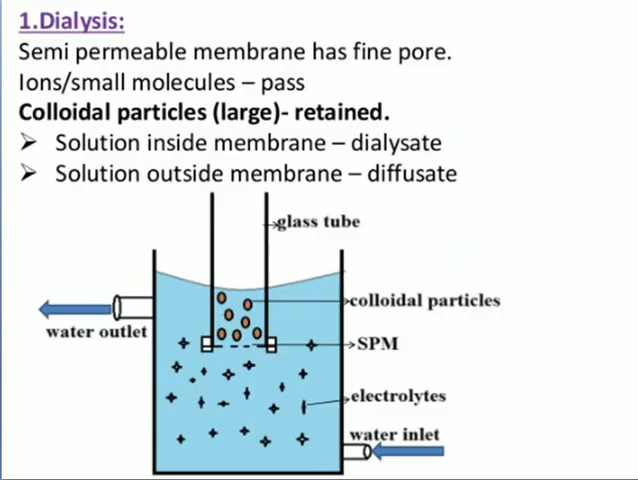 1.Dialysis:
Semi permeable membrane has fine pore.
Ions/small molecules – pass
Colloidal particles (large)- retained.
➢ Solution inside membrane – dialysate
➢ Solution outside membrane – diffusate
glass tube
colloidal particles
water outlet
SPM
electrolytes
water inlet